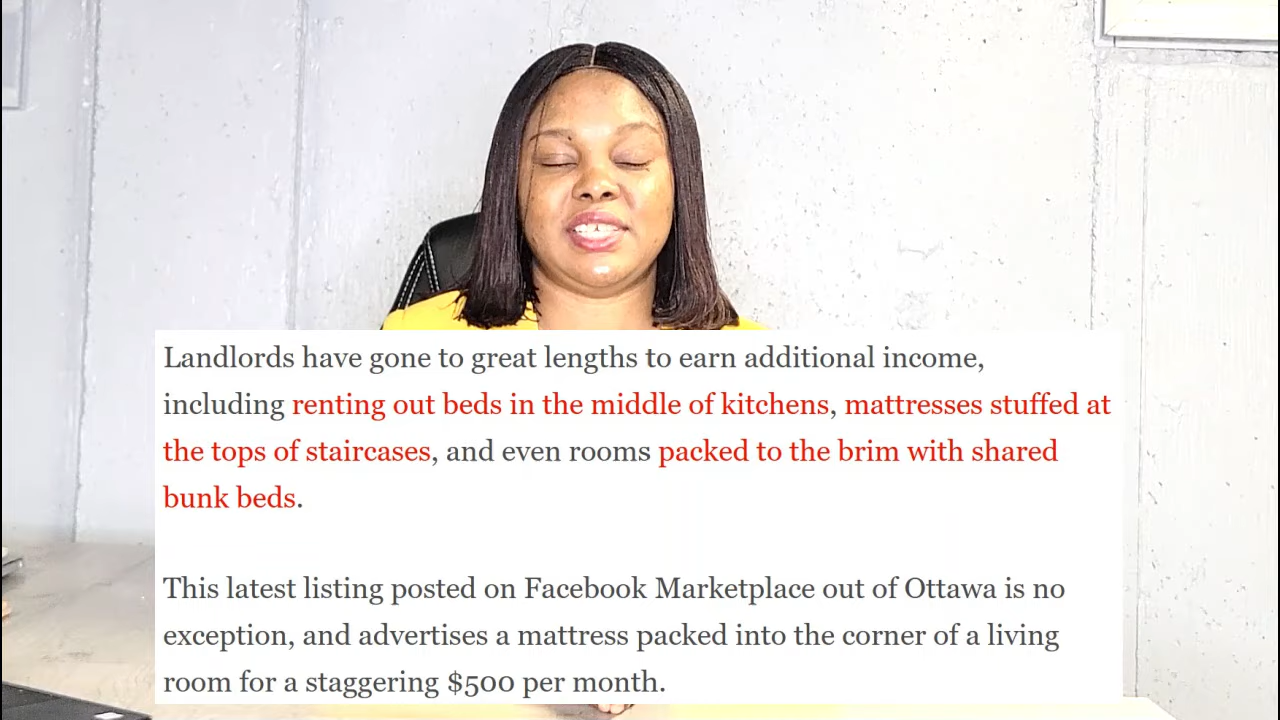 Landlords have gone to great lengths to earn additional income,
including renting out beds in the middle of kitchens, mattresses stuffed at
the tops of staircases, and even rooms packed to the brim with shared
bunk beds.
This latest listing posted on Facebook Marketplace out of Ottawa is no
exception, and advertises a mattress packed into the corner of a living
room for a staggering $500 per month.